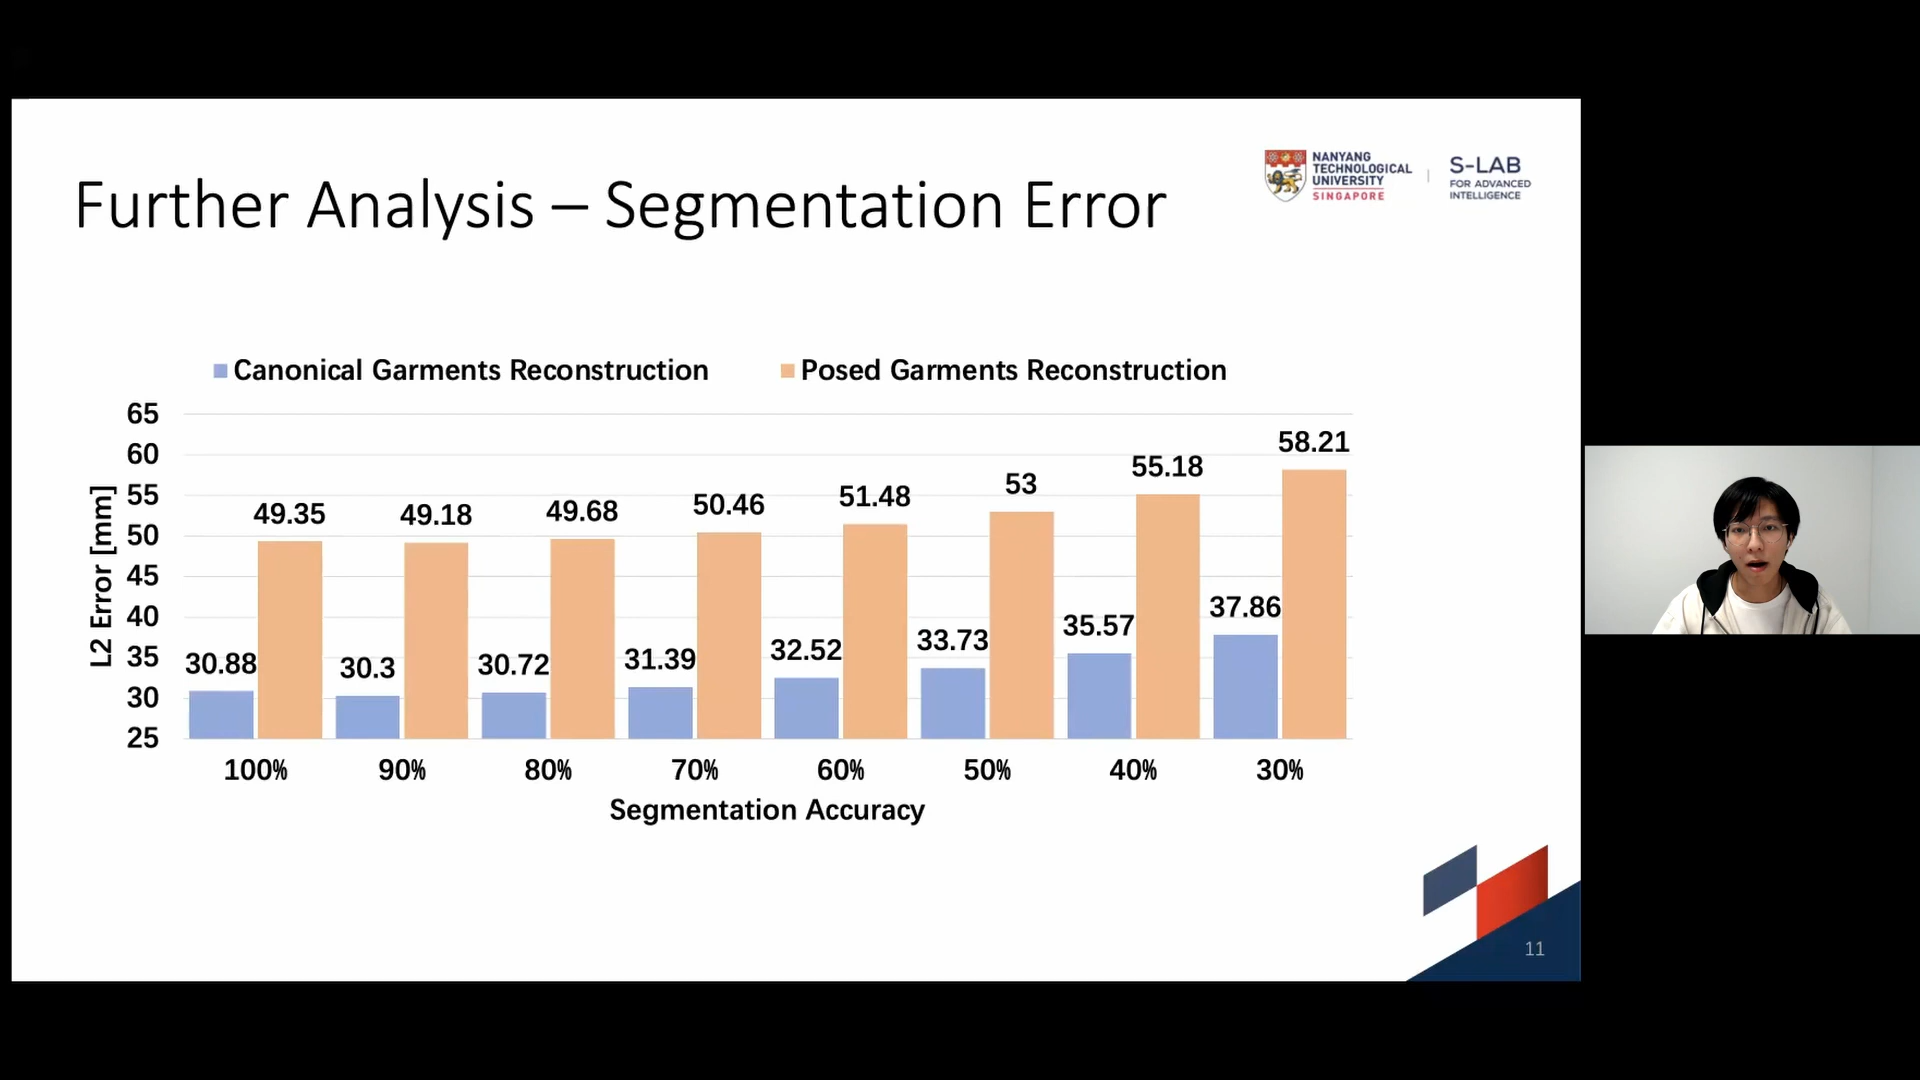 Further Analysis – Segmentation Error
NANYANG
TECHNOLOGICAL
UNIVERSITY
SINGAPORE
S-LAB
FOR ADVANCED
INTELLIGENCE
Canonical Garments Reconstruction
Posed Garments Reconstruction
L2 Error [mm]
65
60
55
50
45
40
35
30
25
30.88 49.35
30.3 49.18
30.72 49.68
31.39 50.46
32.52 51.48
33.73 53
35.57 55.18
37.86 58.21
100% 90% 80% 70% 60% 50% 40% 30%
Segmentation Accuracy
11